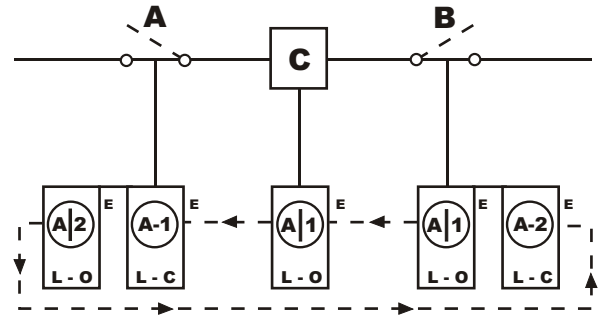 A B
C
E E E E E
A|2 A-1 A|1 A|1 A-2
L - O L - C L - O L - O L - C